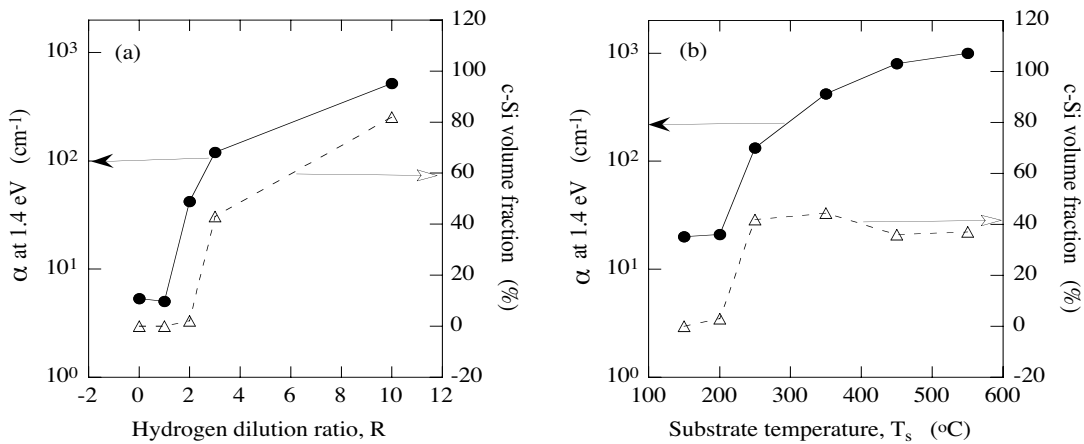 (a)
10³
10²
10¹
10⁰
α at 1.4 eV (cm⁻¹)
-2 0 2 4 6 8 10 12
Hydrogen dilution ratio, R
120
100
80
60
40
20
0
-20
c-Si volume fraction (%)
(b)
10³
10²
10¹
10⁰
α at 1.4 eV (cm⁻¹)
100 200 300 400 500 600
Substrate temperature, Tₛ (oC)
120
100
80
60
40
20
0
-20
c-Si volume fraction (%)